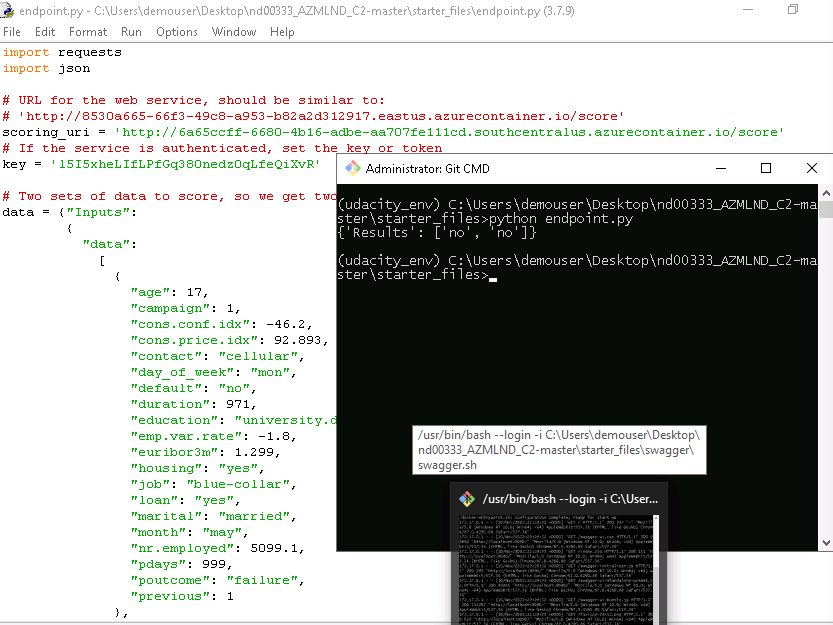 endpoint.py - C:\Users\demouser\Desktop\nd00333_AZMLND_C2-master\starter_files\endpoint.py (3.7.9)
File Edit Format Run Options Window Help
import requests
import json
# URL for the web service, should be similar to:
# 'http://8530a665-66f3-49c8-a953-b82a2d312917.eastus.azurecontainer.io/score'
scoring_uri = 'http://6a65ccff-6680-4b16-adbe-aa707fe111cd.southcentralus.azurecontainer.io/score'
# If the service is authenticated, set the key or token
key = 'l5I5xheLIfLPfGq380nedz0qLfeQiXvR'
# Two sets of data to score, so we get two
data = {"Inputs":
{
"data":
[
{
"age": 17,
"campaign": 1,
"cons.conf.idx": -46.2,
"cons.price.idx": 92.893,
"contact": "cellular",
"day_of_week": "mon",
"default": "no",
"duration": 971,
"education": "university.d
"emp.var.rate": -1.8,
"euribor3m": 1.299,
"housing": "yes",
"job": "blue-collar",
"loan": "yes",
"marital": "married",
"month": "may",
"nr.employed": 5099.1,
"pdays": 999,
"poutcome": "failure",
"previous": 1
},
Administrator: Git CMD
(udacity_env) C:\Users\demouser\Desktop\nd00333_AZMLND_C2-ma
ster\starter_files>python endpoint.py
{'Results': ['no', 'no']}
(udacity_env) C:\Users\demouser\Desktop\nd00333_AZMLND_C2-ma
ster\starter_files>
/usr/bin/bash --login -i C:\Users\demouser\Desktop\
nd00333_AZMLND_C2-master\starter_files\swagger\
swagger.sh
/usr/bin/bash --login -i C:\User...